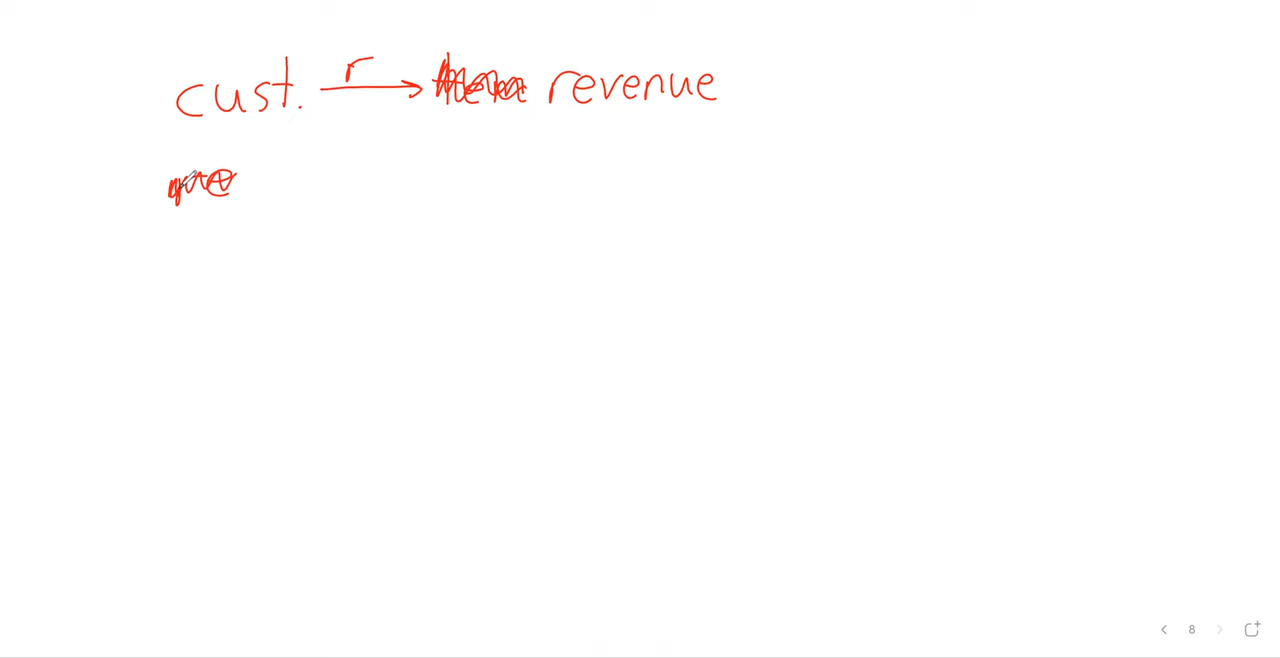 r
cust. → revenue
8